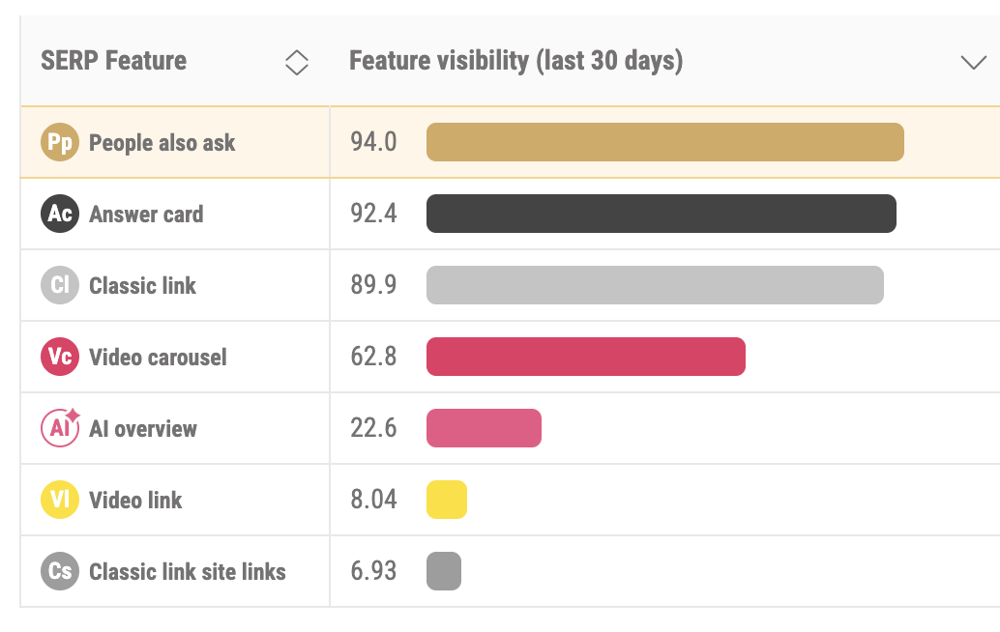 SERP Feature Feature visibility (last 30 days)
Pp People also ask 94.0
Ac Answer card 92.4
Cl Classic link 89.9
Vc Video carousel 62.8
AI AI overview 22.6
Vl Video link 8.04
Cs Classic link site links 6.93